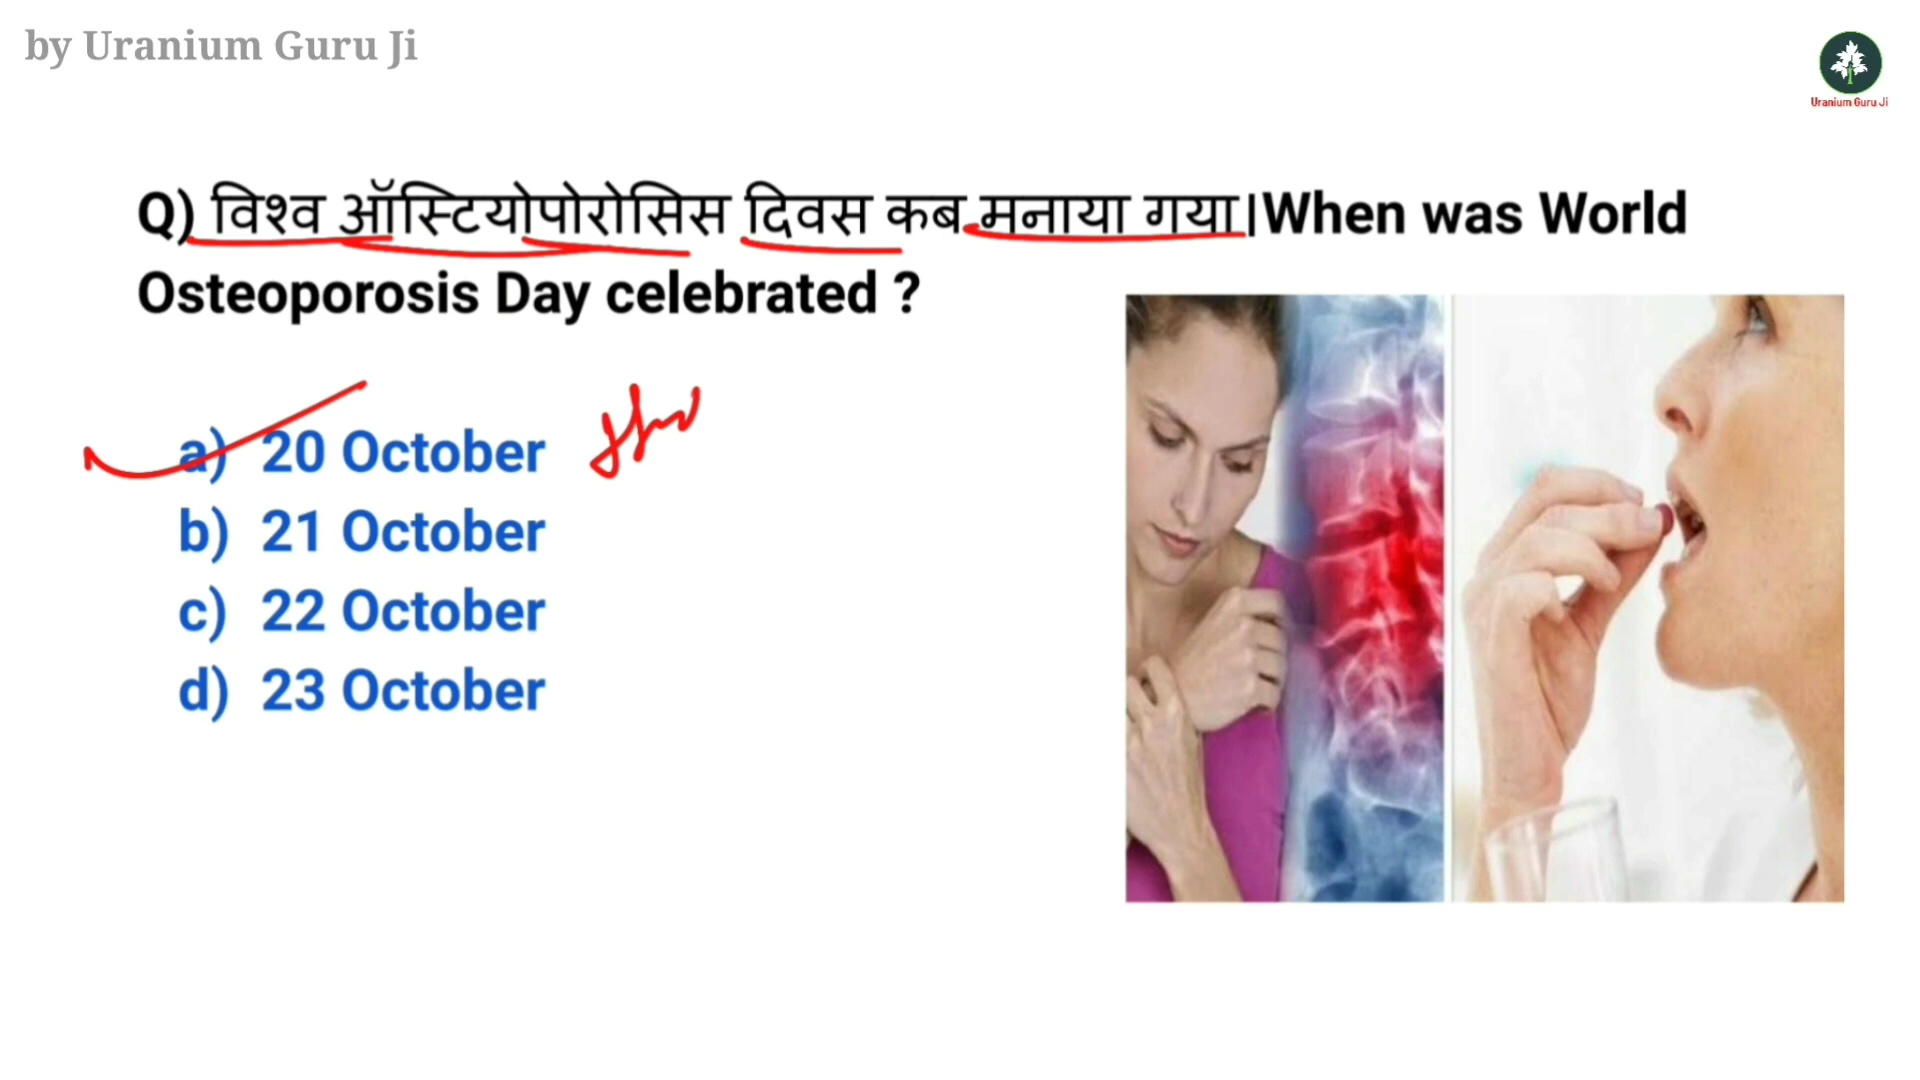 by Uranium Guru Ji
Uranium Guru Ji
Q) विश्व ऑस्टियोपोरोसिस दिवस कब मनाया गया|When was World
Osteoporosis Day celebrated ?
a) 20 October
b) 21 October
c) 22 October
d) 23 October